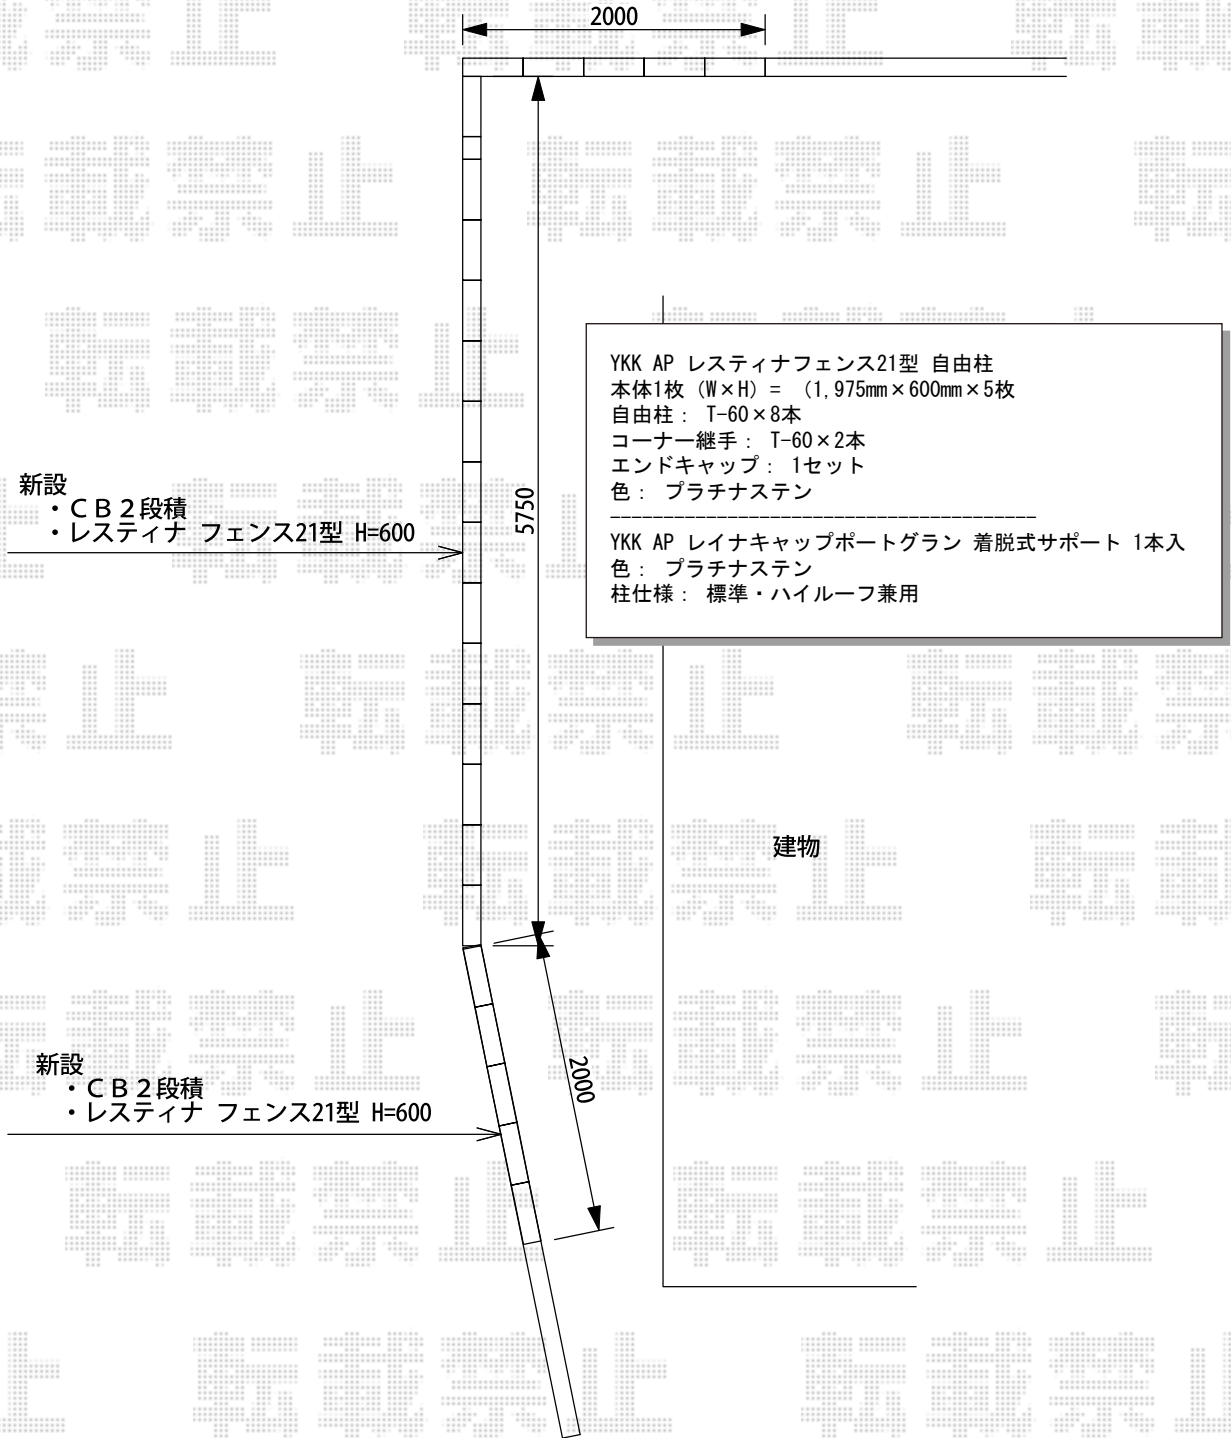 2000
YKK AP レスティナフェンス21型 自由柱
本体1枚（W×H）= （1,975mm×600mm×5枚
自由柱： T-60×8本
コーナー継手： T-60×2本
エンドキャップ： 1セット
色： プラチナステン
YKK AP レイナキャップポートグラン 着脱式サポート 1本入
色： プラチナステン
柱仕様： 標準・ハイルーフ兼用
新設
・ＣＢ２段積
・レスティナ フェンス21型 H=600
5750
建物
新設
・ＣＢ２段積
・レスティナ フェンス21型 H=600
2000
転載禁止